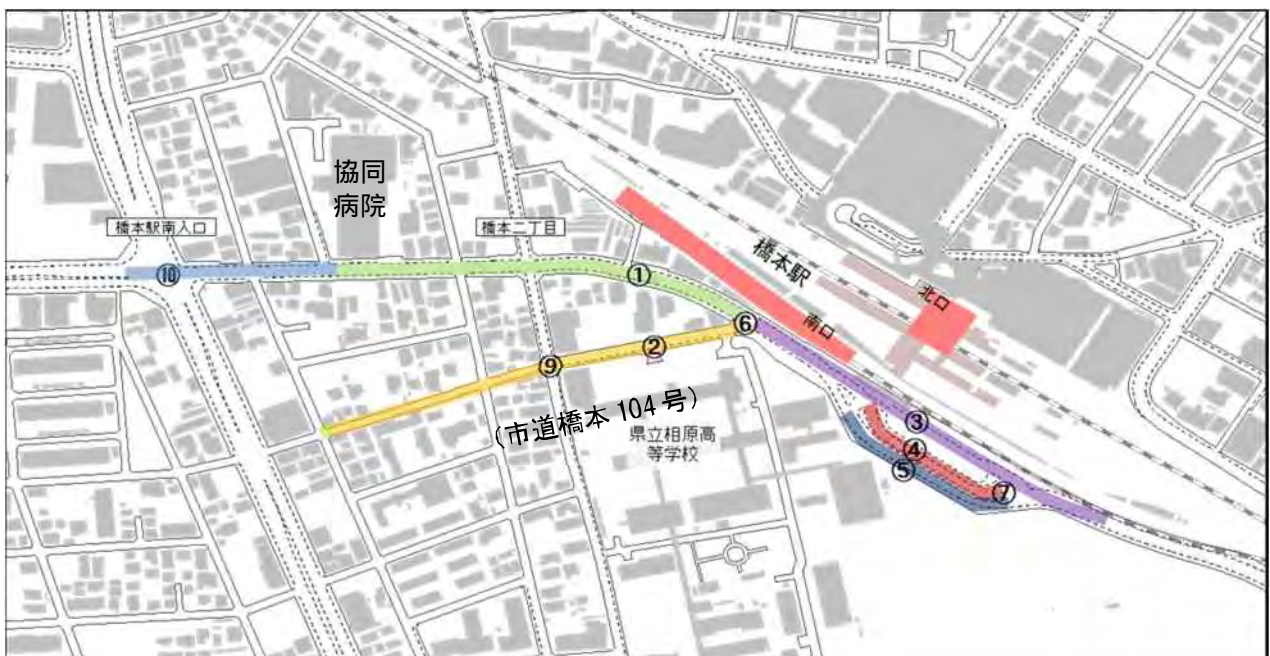 協同
病院
橋本駅南入口
橋本二丁目
橋本駅
北口
南口
⑩
①
⑥
②
⑨
③
(市道橋本 104 号)
県立相原高
等学校
④
⑤
⑦